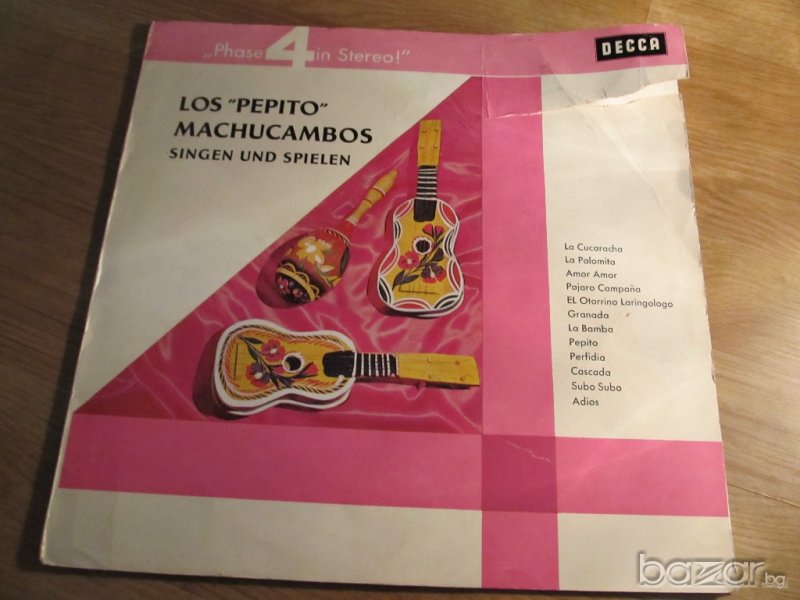 „Phase 4 in Stereo!“
DECCA
LOS "PEPITO"
MACHUCAMBOS
SINGEN UND SPIELEN
La Cucaracha
La Palomita
Amor Amor
Pajaro Campaña
EL Otorrino Laringologo
Granada
La Bamba
Pepito
Perfidia
Cascada
Subo Subo
Adios
bazar.bg